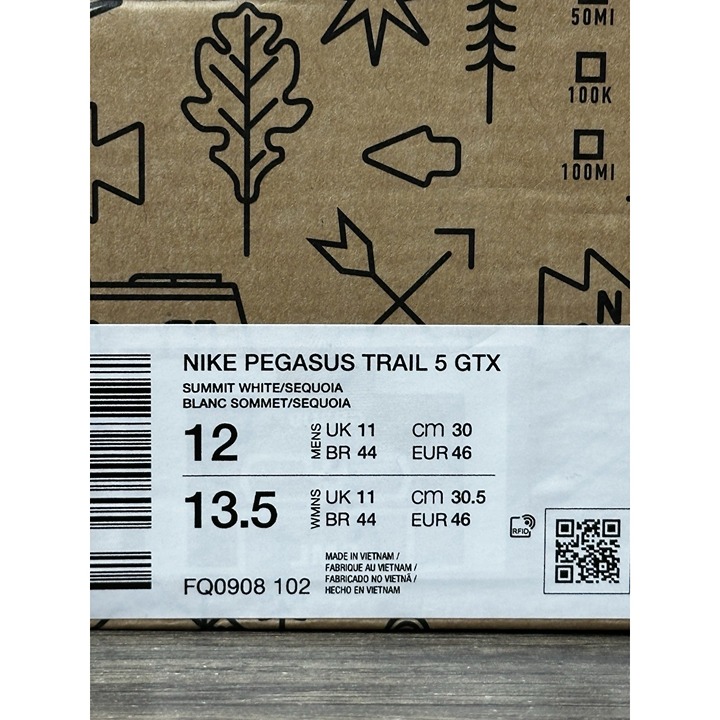 50MI
100K
100MI
N
NIKE PEGASUS TRAIL 5 GTX
SUMMIT WHITE/SEQUOIA
BLANC SOMMET/SEQUOIA
12 MENS UK 11 cm 30
BR 44 EUR 46
13.5 WMNS UK 11 cm 30.5
BR 44 EUR 46
RFID
MADE IN VIETNAM /
FABRIQUÉ AU VIETNAM /
FABRICADO NO VIETNÃ /
HECHO EN VIETNAM
FQ0908 102